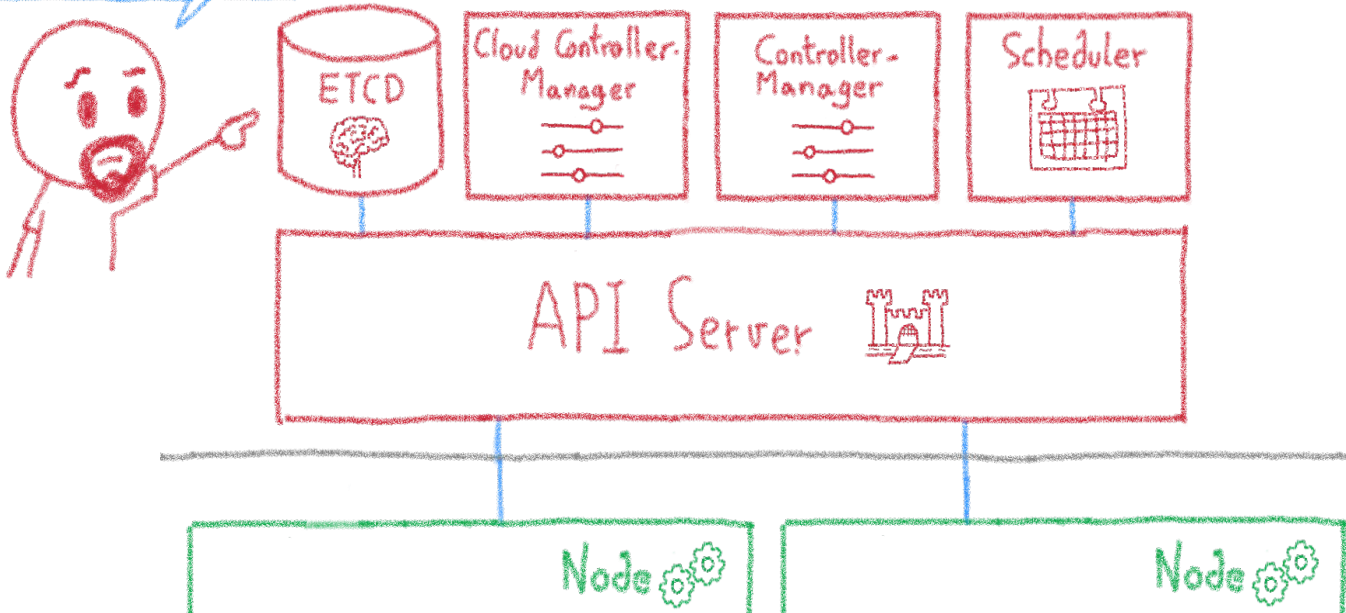 ETCD
Cloud Controller-
Manager
Controller-
Manager
Scheduler
API Server
Node
Node